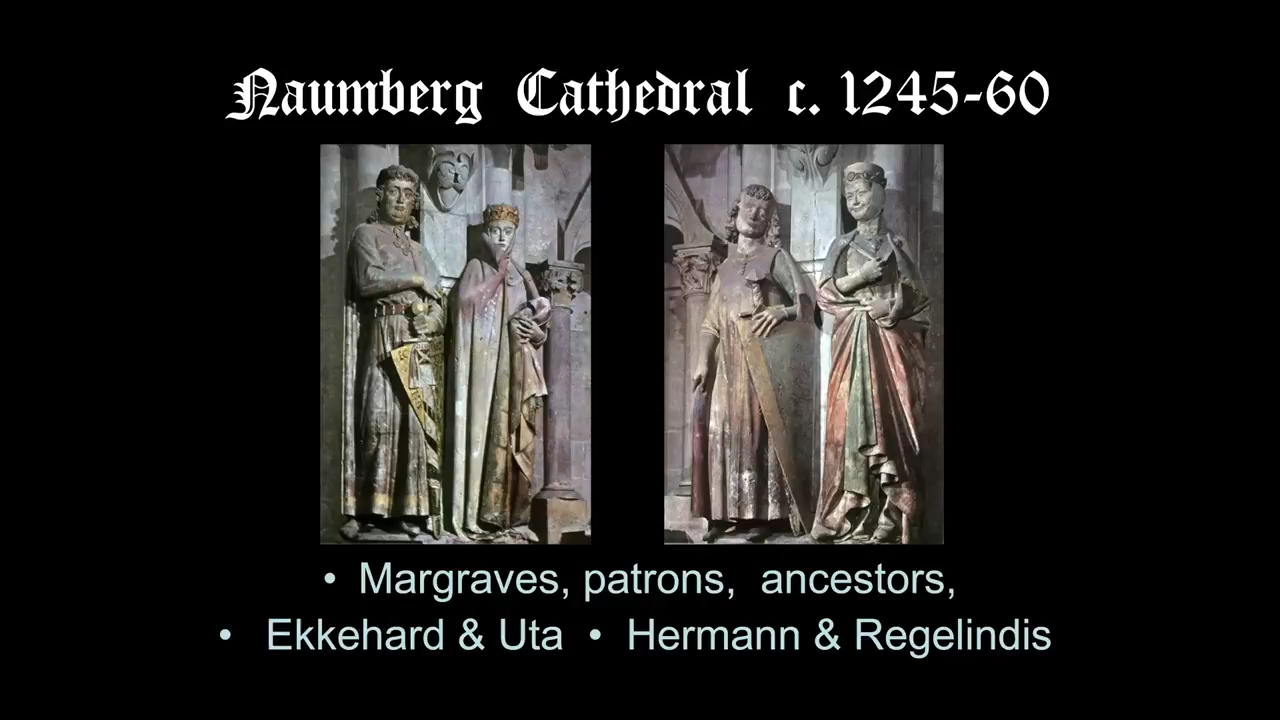 Naumberg Cathedral c. 1245-60
• Margraves, patrons, ancestors,
• Ekkehard & Uta • Hermann & Regelindis